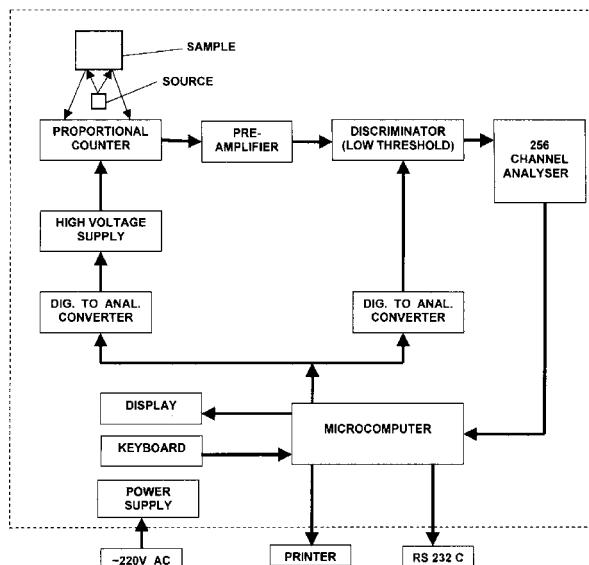 SAMPLE
SOURCE
PROPORTIONAL
COUNTER
PRE-
AMPLIFIER
DISCRIMINATOR
(LOW THRESHOLD)
256
CHANNEL
ANALYSER
HIGH VOLTAGE
SUPPLY
DIG. TO ANAL.
CONVERTER
DIG. TO ANAL.
CONVERTER
DISPLAY
MICROCOMPUTER
KEYBOARD
POWER
SUPPLY
~220V AC
PRINTER
RS 232 C